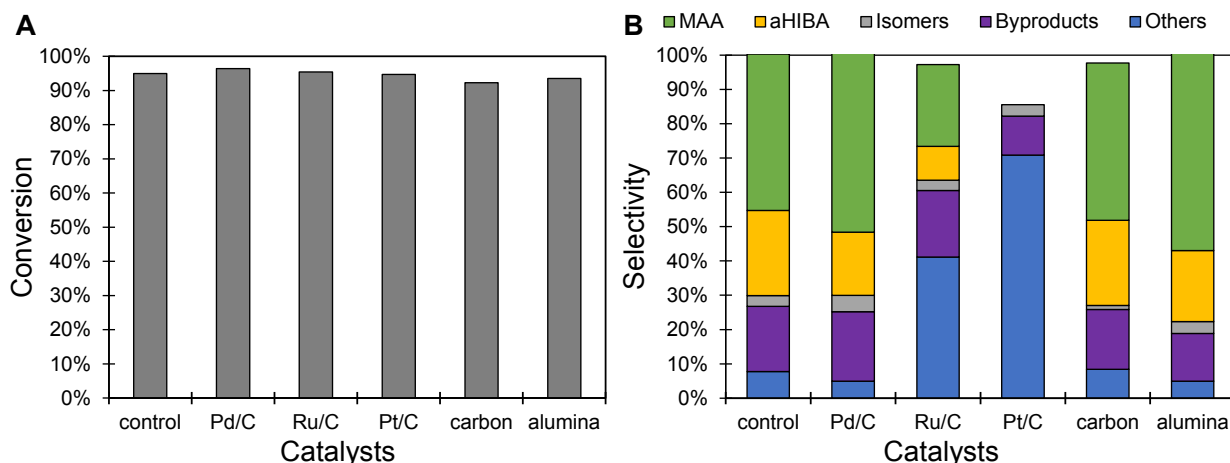 A
100%
90%
80%
70%
60%
50%
40%
30%
20%
10%
0%
Conversion
control Pd/C Ru/C Pt/C carbon alumina
Catalysts
MAA aHIBA Isomers Byproducts Others
B
100%
90%
80%
70%
60%
50%
40%
30%
20%
10%
0%
Selectivity
control Pd/C Ru/C Pt/C carbon alumina
Catalysts